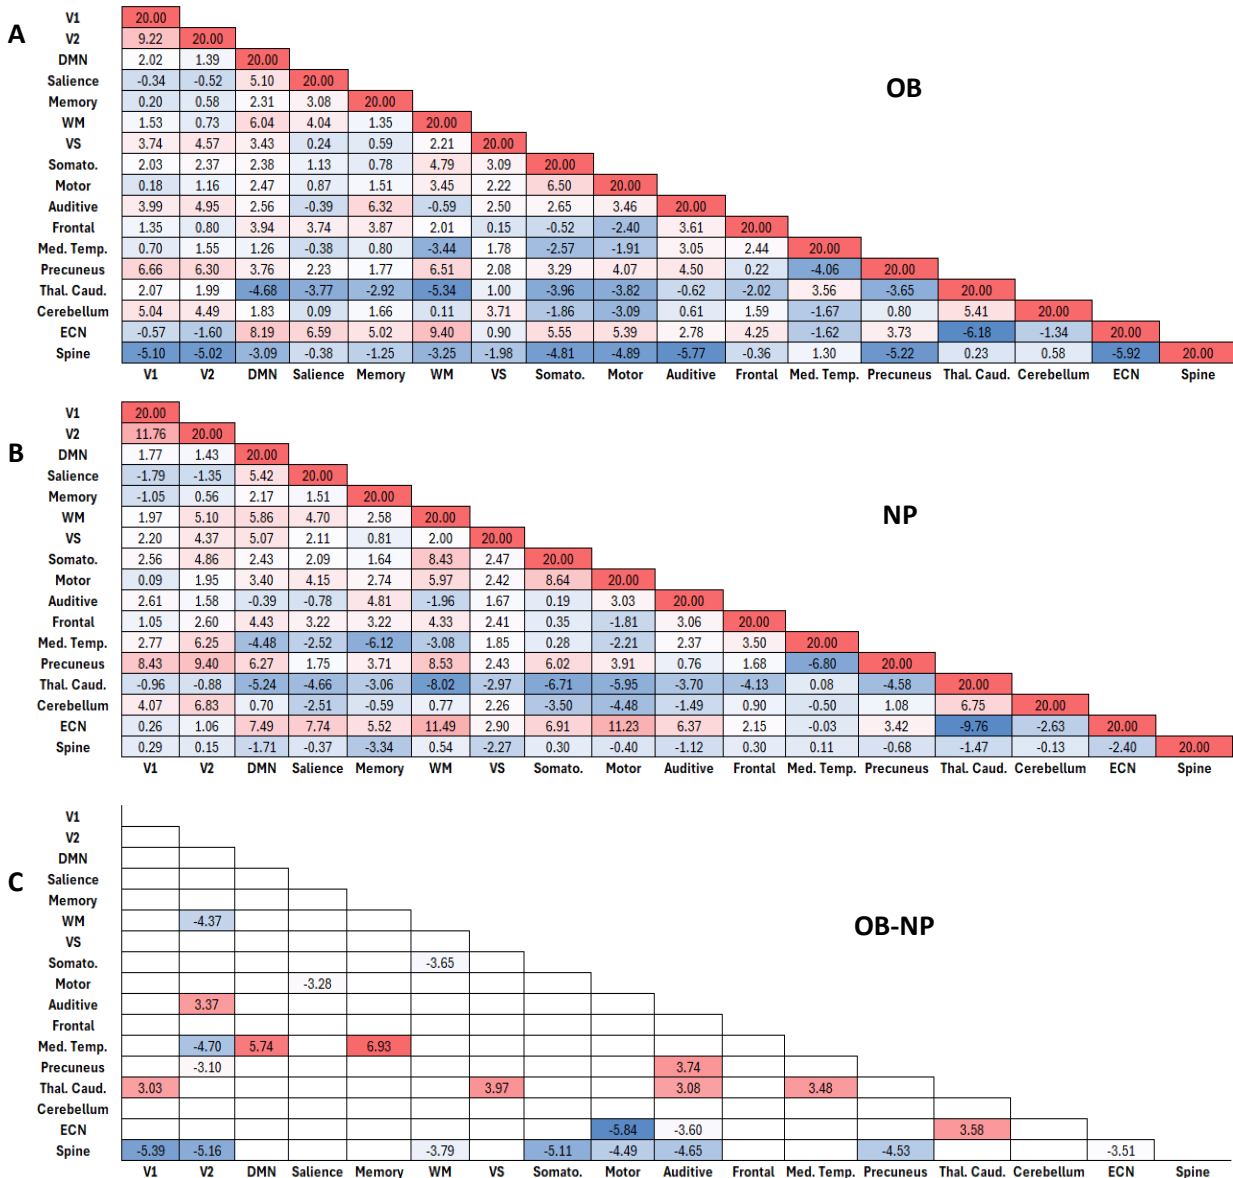 A
OB
V1 20.00
V2 9.22 20.00
DMN 2.02 1.39 20.00
Salience -0.34 -0.52 5.10 20.00
Memory 0.20 0.58 2.31 3.08 20.00
WM 1.53 0.73 6.04 4.04 1.35 20.00
VS 3.74 4.57 3.43 0.24 0.59 2.21 20.00
Somato. 2.03 2.37 2.38 1.13 0.78 4.79 3.09 20.00
Motor 0.18 1.16 2.47 0.87 1.51 3.45 2.22 6.50 20.00
Auditive 3.99 4.95 2.56 -0.39 6.32 -0.59 2.50 2.65 3.46 20.00
Frontal 1.35 0.80 3.94 3.74 3.87 2.01 0.15 -0.52 -2.40 3.61 20.00
Med. Temp. 0.70 1.55 1.26 -0.38 0.80 -3.44 1.78 -2.57 -1.91 3.05 2.44 20.00
Precuneus 6.66 6.30 3.76 2.23 1.77 6.51 2.08 3.29 4.07 4.50 0.22 -4.06 20.00
Thal. Caud. 2.07 1.99 -4.68 -3.77 -2.92 -5.34 1.00 -3.96 -3.82 -0.62 -2.02 3.56 -3.65 20.00
Cerebellum 5.04 4.49 1.83 0.09 1.66 0.11 3.71 -1.86 -3.09 0.61 1.59 -1.67 0.80 5.41 20.00
ECN -0.57 -1.60 8.19 6.59 5.02 9.40 0.90 5.55 5.39 2.78 4.25 -1.62 3.73 -6.18 -1.34 20.00
Spine -5.10 -5.02 -3.09 -0.38 -1.25 -3.25 -1.98 -4.81 -4.89 -5.77 -0.36 1.30 -5.22 0.23 0.58 -5.92 20.00
V1 V2 DMN Salience Memory WM VS Somato. Motor Auditive Frontal Med. Temp. Precuneus Thal. Caud. Cerebellum ECN Spine
B
NP
V1 20.00
V2 11.76 20.00
DMN 1.77 1.43 20.00
Salience -1.79 -1.35 5.42 20.00
Memory -1.05 0.56 2.17 1.51 20.00
WM 1.97 5.10 5.86 4.70 2.58 20.00
VS 2.20 4.37 5.07 2.11 0.81 2.00 20.00
Somato. 2.56 4.86 2.43 2.09 1.64 8.43 2.47 20.00
Motor 0.09 1.95 3.40 4.15 2.74 5.97 2.42 8.64 20.00
Auditive 2.61 1.58 -0.39 -0.78 4.81 -1.96 1.67 0.19 3.03 20.00
Frontal 1.05 2.60 4.43 3.22 3.22 4.33 2.41 0.35 -1.81 3.06 20.00
Med. Temp. 2.77 6.25 -4.48 -2.52 -6.12 -3.08 1.85 0.28 -2.21 2.37 3.50 20.00
Precuneus 8.43 9.40 6.27 1.75 3.71 8.53 2.43 6.02 3.91 0.76 1.68 -6.80 20.00
Thal. Caud. -0.96 -0.88 -5.24 -4.66 -3.06 -8.02 -2.97 -6.71 -5.95 -3.70 -4.13 0.08 -4.58 20.00
Cerebellum 4.07 6.83 0.70 -2.51 -0.59 0.77 2.26 -3.50 -4.48 -1.49 0.90 -0.50 1.08 6.75 20.00
ECN 0.26 1.06 7.49 7.74 5.52 11.49 2.90 6.91 11.23 6.37 2.15 -0.03 3.42 -9.76 -2.63 20.00
Spine 0.29 0.15 -1.71 -0.37 -3.34 0.54 -2.27 0.30 -0.40 -1.12 0.30 0.11 -0.68 -1.47 -0.13 -2.40 20.00
V1 V2 DMN Salience Memory WM VS Somato. Motor Auditive Frontal Med. Temp. Precuneus Thal. Caud. Cerebellum ECN Spine
C
OB-NP
V1
V2
DMN
Salience
Memory
WM -4.37
VS
Somato. -3.65
Motor -3.28
Auditive 3.37
Frontal
Med. Temp. -4.70 5.74 6.93
Precuneus -3.10 3.74
Thal. Caud. 3.03 3.97 3.08 3.48
Cerebellum
ECN -5.84 -3.60 3.58
Spine -5.39 -5.16 -3.79 -5.11 -4.49 -4.65 -4.53 -3.51
V1 V2 DMN Salience Memory WM VS Somato. Motor Auditive Frontal Med. Temp. Precuneus Thal. Caud. Cerebellum ECN Spine